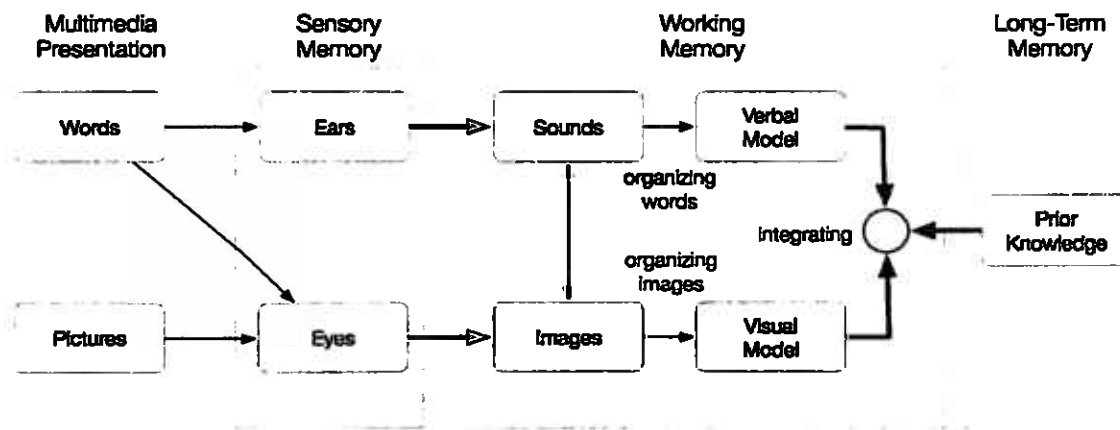 Multimedia
Presentation
Sensory
Memory
Working
Memory
Long-Term
Memory
Words
Ears
Sounds
Verbal
Model
organizing
words
integrating
Prior
Knowledge
organizing
images
Pictures
Eyes
Images
Visual
Model